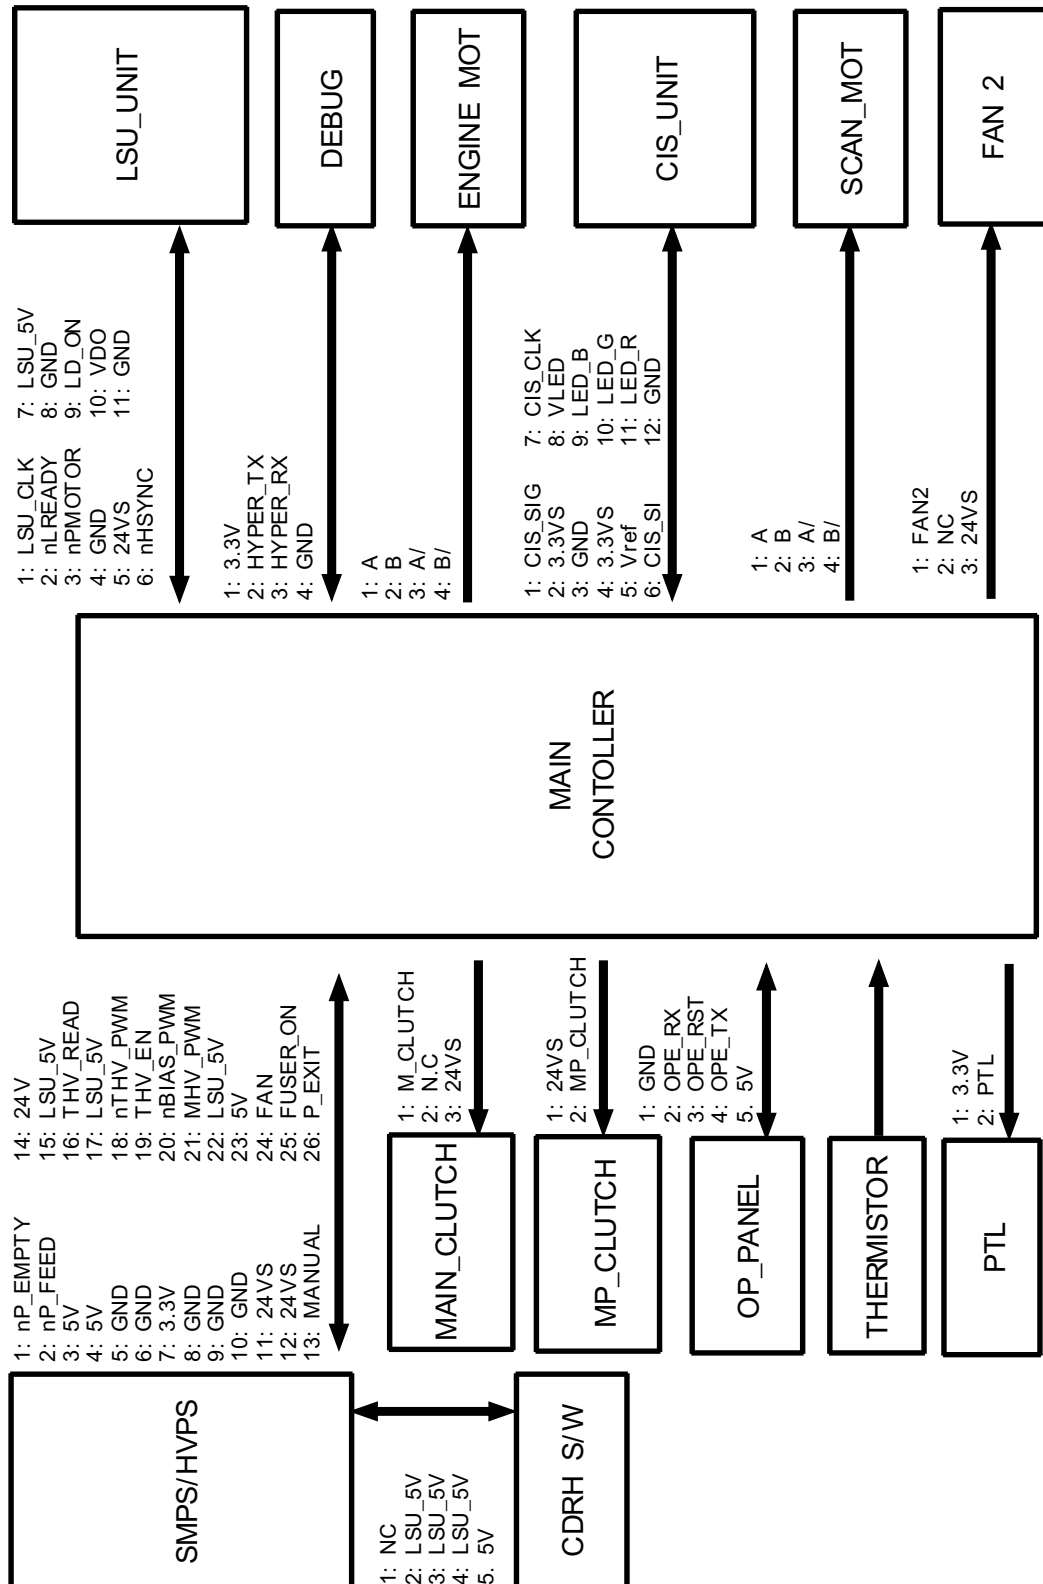 SMPS/HVPS
1: nP_EMPTY
2: nP_FEED
3: 5V
4: 5V
5: GND
6: GND
7: 3.3V
8: GND
9: GND
10: GND
11: 24VS
12: 24VS
13: MANUAL
14: 24V
15: LSU_5V
16: THV_READ
17: LSU_5V
18: nTHV_PWM
19: THV_EN
20: nBIAS_PWM
21: MHV_PWM
22: LSU_5V
23: 5V
24: FAN
25: FUSER_ON
26: P_EXIT
1: NC
2: LSU_5V
3: LSU_5V
4: LSU_5V
5. 5V
CDRH S/W
MAIN_CLUTCH
1: M_CLUTCH
2: N.C
3: 24VS
MP_CLUTCH
1: 24VS
2: MP_CLUTCH
OP_PANEL
1: GND
2: OPE_RX
3: OPE_RST
4: OPE_TX
5. 5V
THERMISTOR
PTL
1: 3.3V
2: PTL
MAIN
CONTOLLER
1: LSU_CLK
2: nLREADY
3: nPMOTOR
4: GND
5: 24VS
6: nHSYNC
7: LSU_5V
8: GND
9: LD_ON
10: VDO
11: GND
LSU_UNIT
1: 3.3V
2: HYPER_TX
3: HYPER_RX
4: GND
DEBUG
1: A
2: B
3: A/
4: B/
ENGINE MOT
1: CIS_SIG
2: 3.3VS
3: GND
4: 3.3VS
5: Vref
6: CIS_SI
7: CIS_CLK
8: VLED
9: LED_B
10: LED_G
11: LED_R
12: GND
CIS_UNIT
1: A
2: B
3: A/
4: B/
SCAN_MOT
1: FAN2
2: NC
3: 24VS
FAN 2